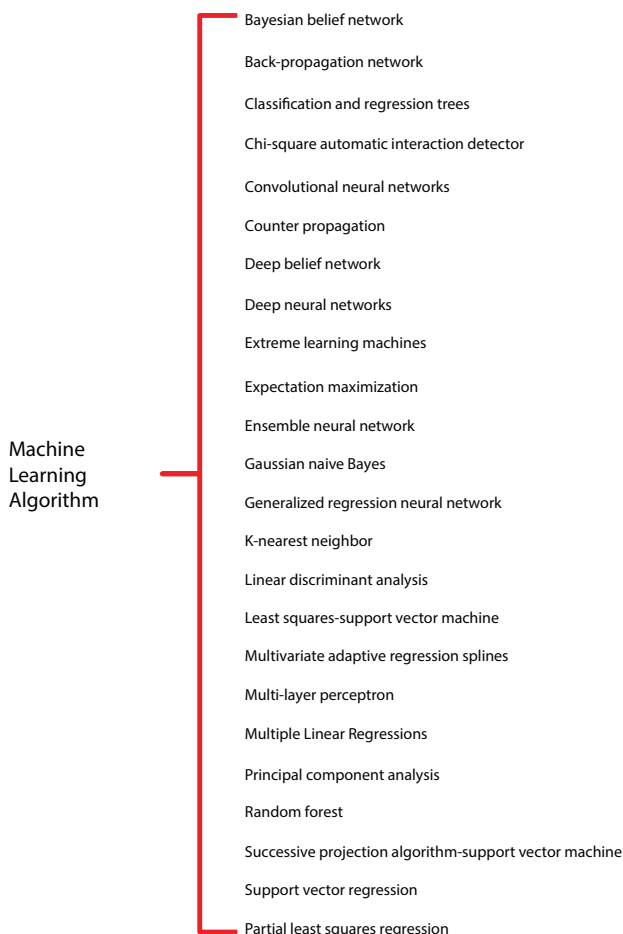 Bayesian belief network
Back-propagation network
Classification and regression trees
Chi-square automatic interaction detector
Convolutional neural networks
Counter propagation
Deep belief network
Deep neural networks
Extreme learning machines
Expectation maximization
Ensemble neural network
Machine
Learning
Algorithm
Gaussian naive Bayes
Generalized regression neural network
K-nearest neighbor
Linear discriminant analysis
Least squares-support vector machine
Multivariate adaptive regression splines
Multi-layer perceptron
Multiple Linear Regressions
Principal component analysis
Random forest
Successive projection algorithm-support vector machine
Support vector regression
Partial least squares regression